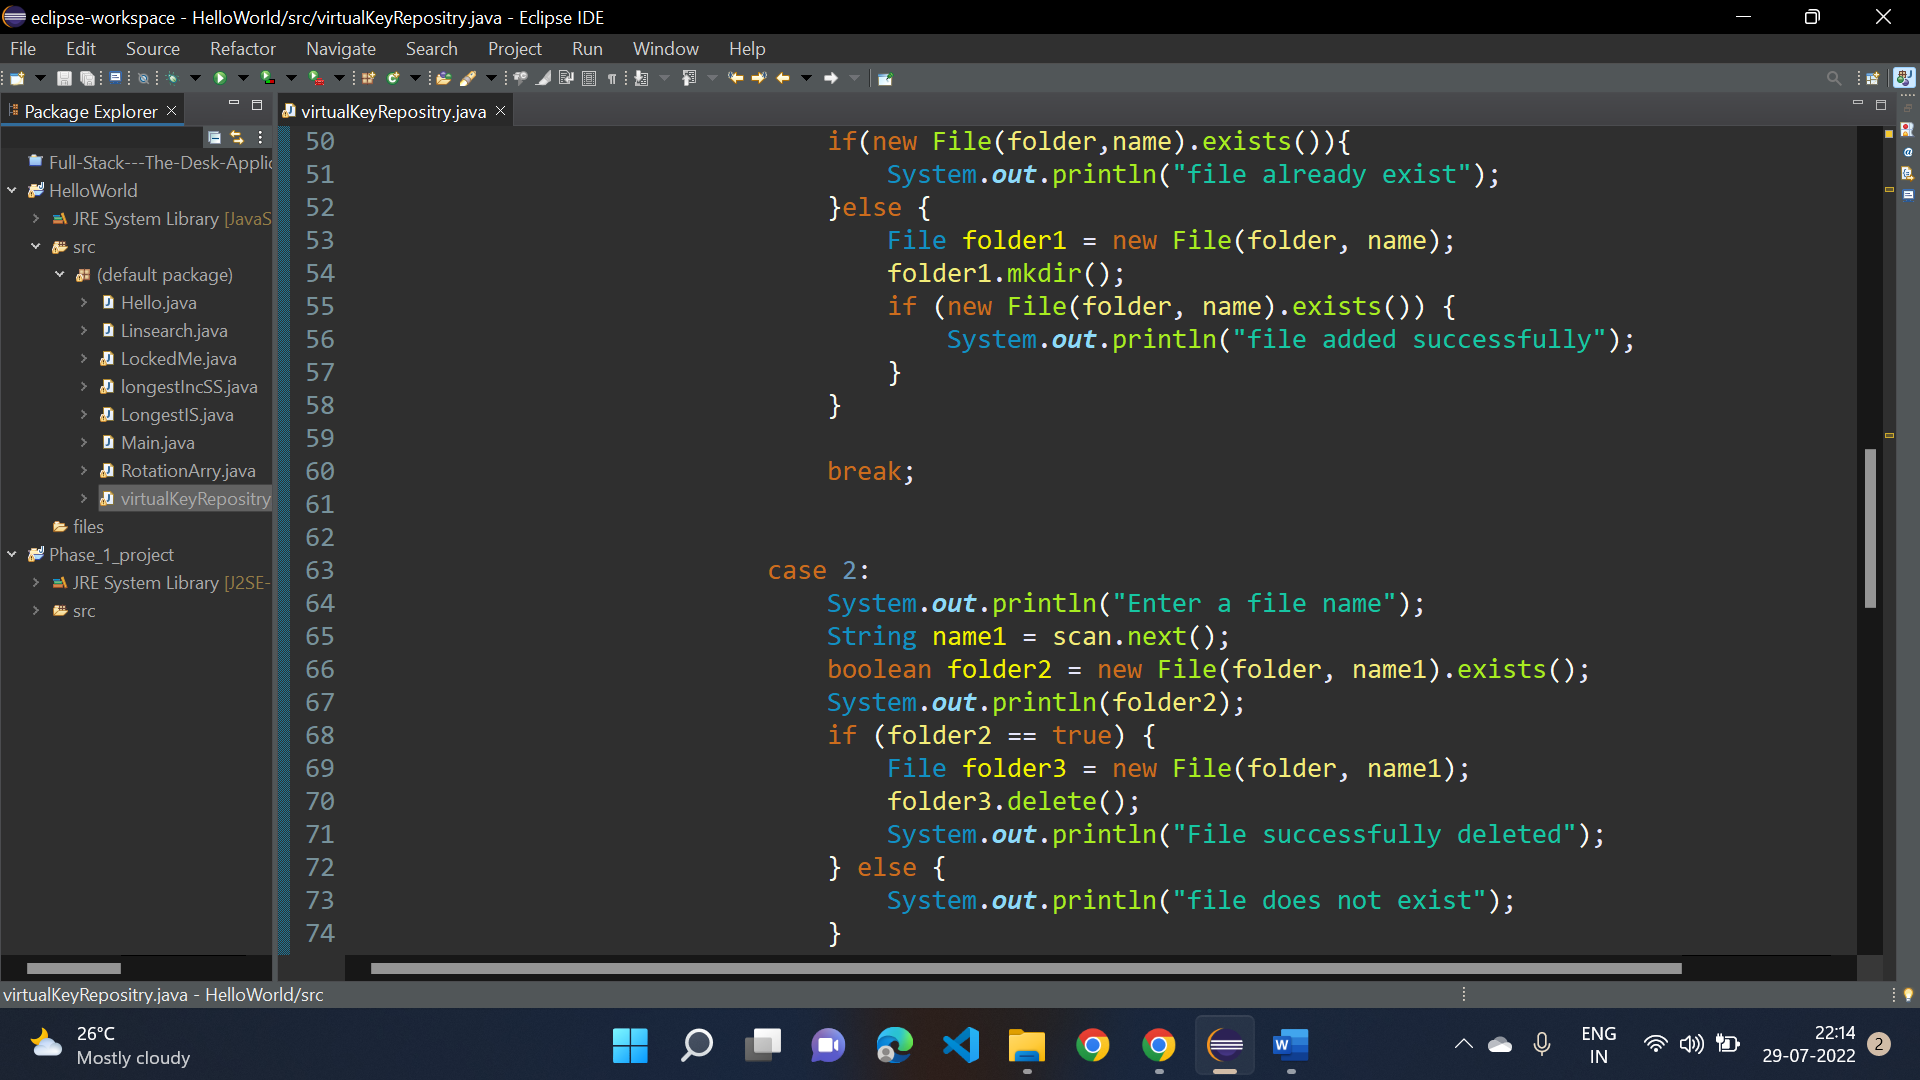 eclipse-workspace - HelloWorld/src/virtualKeyRepositry.java - Eclipse IDE
File Edit Source Refactor Navigate Search Project Run Window Help
Package Explorer
virtualKeyRepositry.java
Full-Stack---The-Desk-Applic
HelloWorld
JRE System Library [JavaS
src
(default package)
Hello.java
Linsearch.java
LockedMe.java
longestIncSS.java
LongestIS.java
Main.java
RotationArry.java
virtualKeyRepositry
files
Phase_1_project
JRE System Library [J2SE-
src
50 if(new File(folder,name).exists()){
51 System.out.println("file already exist");
52 }else {
53 File folder1 = new File(folder, name);
54 folder1.mkdir();
55 if (new File(folder, name).exists()) {
56 System.out.println("file added successfully");
57 }
58 }
59
60 break;
61
62
63 case 2:
64 System.out.println("Enter a file name");
65 String name1 = scan.next();
66 boolean folder2 = new File(folder, name1).exists();
67 System.out.println(folder2);
68 if (folder2 == true) {
69 File folder3 = new File(folder, name1);
70 folder3.delete();
71 System.out.println("File successfully deleted");
72 } else {
73 System.out.println("file does not exist");
74 }
virtualKeyRepositry.java - HelloWorld/src
26°C
Mostly cloudy
ENG
IN
22:14
29-07-2022
2